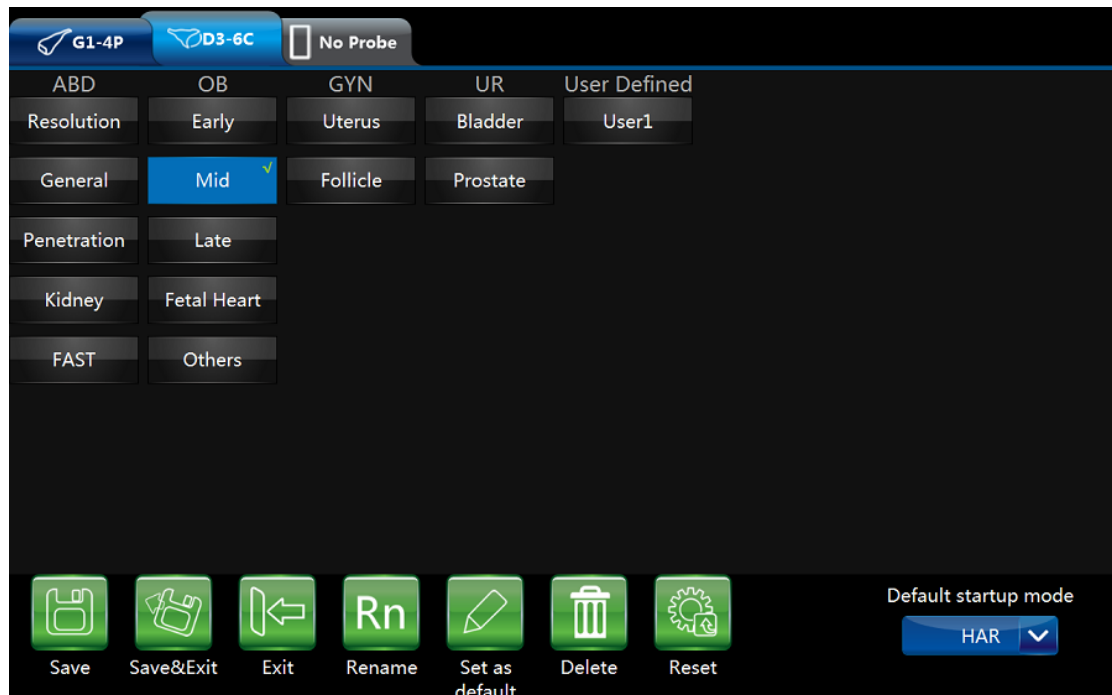 G1-4P D3-6C No Probe
ABD OB GYN UR User Defined
Resolution Early Uterus Bladder User1
General Mid √ Follicle Prostate
Penetration Late
Kidney Fetal Heart
FAST Others
Default startup mode
Rn HAR
Save Save&Exit Exit Rename Set as default Delete Reset